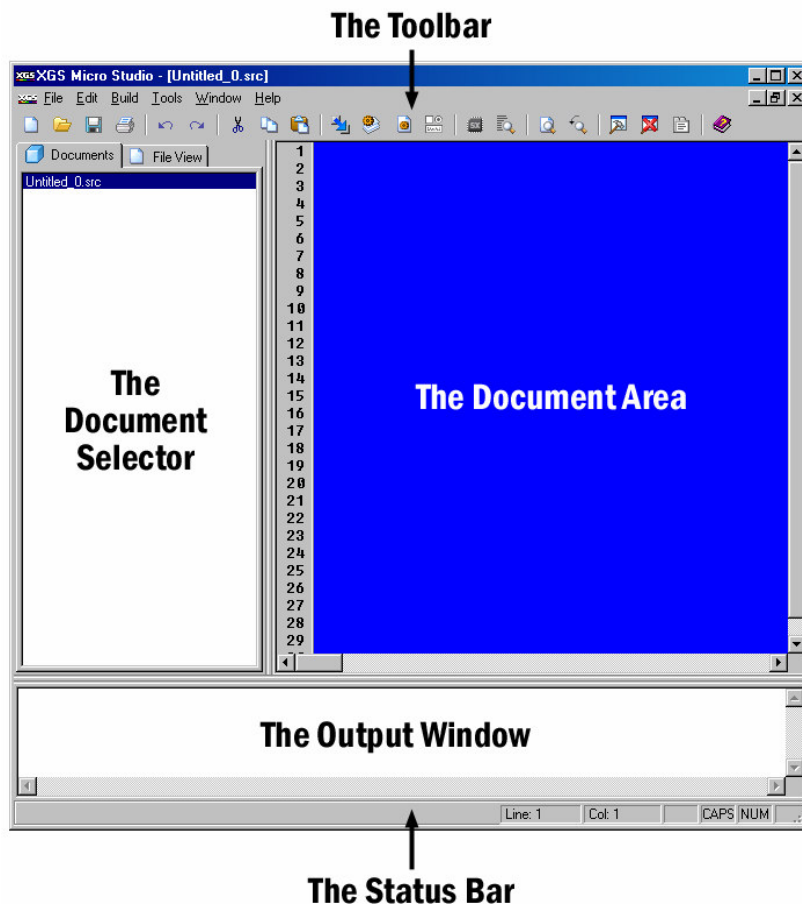 The Toolbar
XGS XGS Micro Studio - [Untitled_0.src]
File Edit Build Tools Window Help
SX
Documents File View
Untitled_0.src
1
2
3
4
5
6
7
8
9
10
11
12
13
14
15
16
17
18
19
20
21
22
23
24
25
26
27
28
29
The
Document
Selector
The Document Area
The Output Window
Line: 1 Col: 1 CAPS NUM
The Status Bar